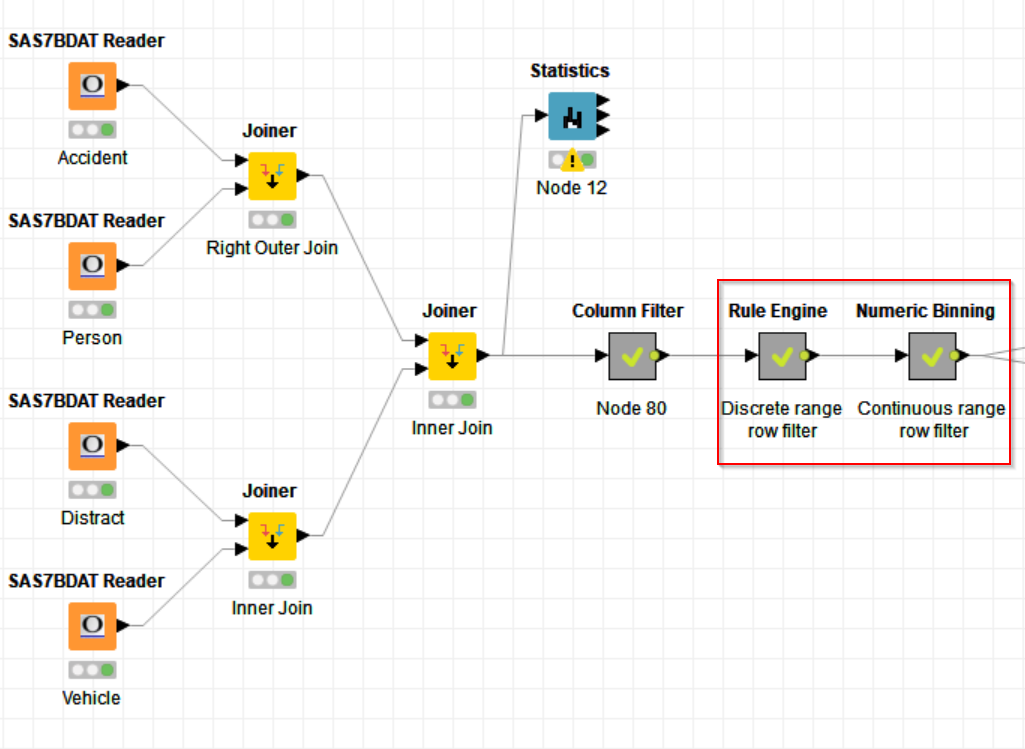 SAS7BDAT Reader
Accident
SAS7BDAT Reader
Person
Joiner
Right Outer Join
SAS7BDAT Reader
Distract
SAS7BDAT Reader
Vehicle
Joiner
Inner Join
Joiner
Inner Join
Statistics
Node 12
Column Filter
Node 80
Rule Engine
Discrete range
row filter
Numeric Binning
Continuous range
row filter